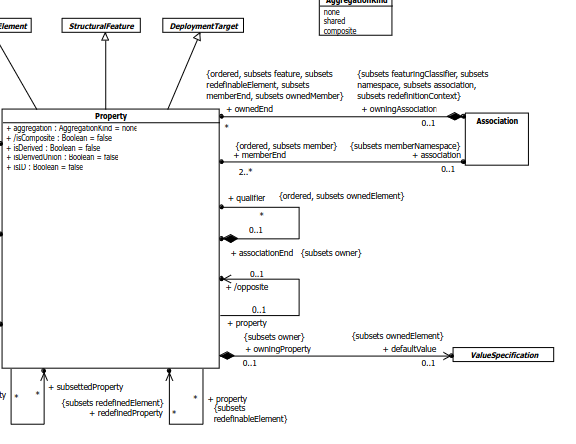 AggregationKind
Element
StructuralFeature
DeploymentTarget
none
shared
composite
{ordered, subsets feature, subsets
redefinableElement, subsets
memberEnd, subsets ownedMember}
{subsets featuringClassifier, subsets
namespace, subsets association,
subsets redefinitionContext}
+ ownedEnd
+ owningAssociation
Property
*
0..1
Association
+ aggregation : AggregationKind = none
+ /isComposite : Boolean = false
+ isDerived : Boolean = false
+ isDerivedUnion : Boolean = false
+ isID : Boolean = false
{ordered, subsets member}
{subsets memberNamespace}
+ memberEnd
+ association
2..*
0..1
+ qualifier
{ordered, subsets ownedElement}
*
0..1
+ associationEnd {subsets owner}
0..1
+ /opposite
0..1
+ property
{subsets owner}
{subsets ownedElement}
+ owningProperty
+ defaultValue
ValueSpecification
0..1
0..1
ty
*
*
+ subsettedProperty
{subsets redefinedElement}
+ redefinedProperty
*
*
+ property
{subsets
redefinableElement}